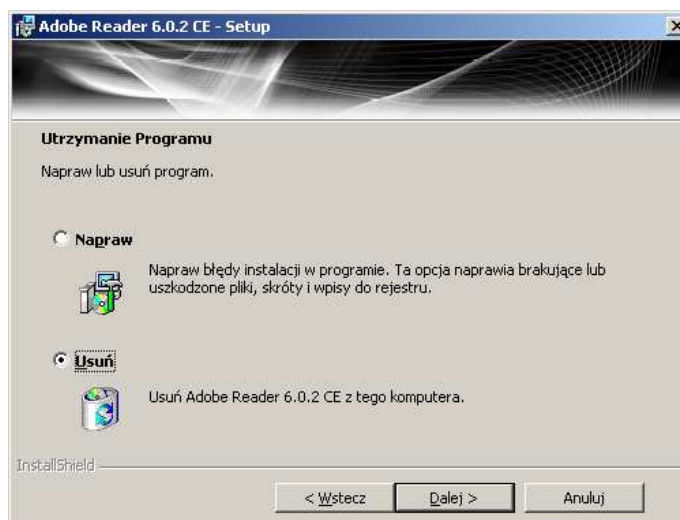 Adobe Reader 6.0.2 CE - Setup
Utrzymanie Programu
Napraw lub usuń program.
Napraw
Napraw błędy instalacji w programie. Ta opcja naprawia brakujące lub
uszkodzone pliki, skróty i wpisy do rejestru.
Usuń
Usuń Adobe Reader 6.0.2 CE z tego komputera.
InstallShield
< Wstecz Dalej > Anuluj